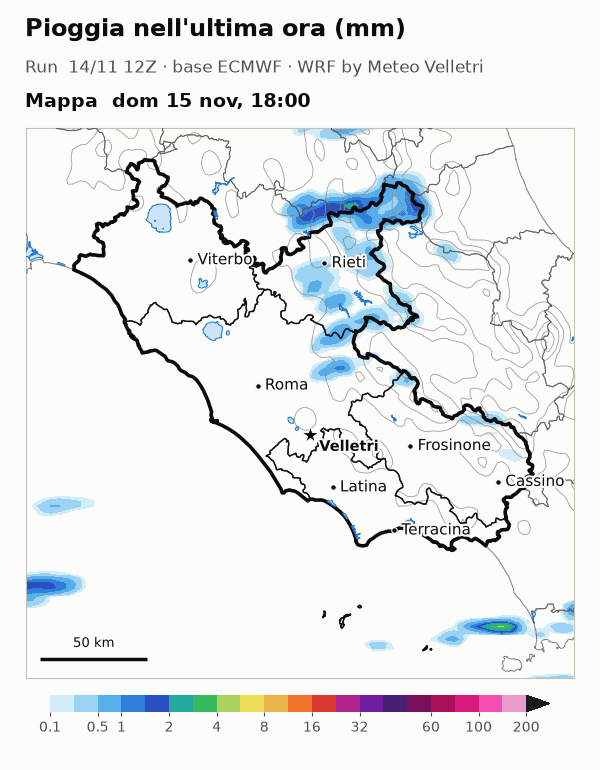 Pioggia nell'ultima ora (mm)
Run  14/11 12Z · base ECMWF · WRF by Meteo Velletri
Mappa  dom 15 nov, 18:00
Viterbo
Rieti
Roma
Velletri
Frosinone
Latina
Cassino
Terracina
50 km
0.1 0.5 1 2 4 8 16 32 60 100 200